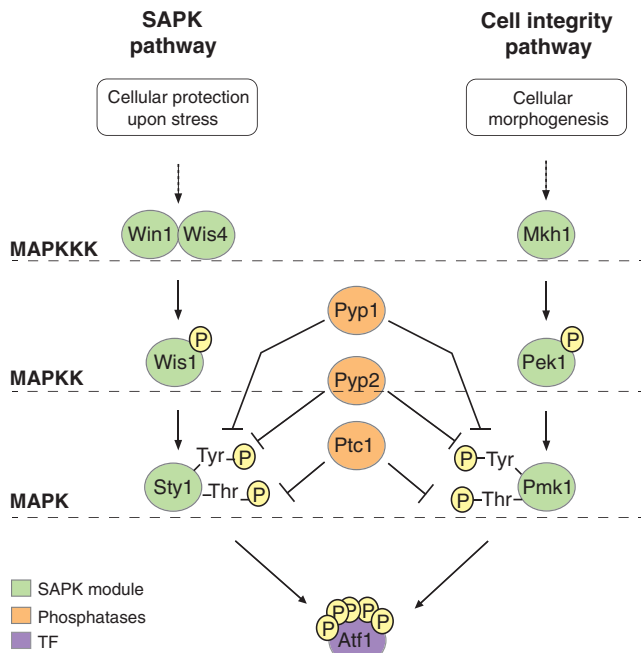 SAPK
pathway
Cell integrity
pathway
Cellular protection
upon stress
Cellular
morphogenesis
Win1 Wis4
Mkh1
MAPKKK
Pyp1
P
P
Wis1
Pek1
MAPKK
Pyp2
Tyr P
P Tyr
Ptc1
Sty1
Thr P
P Thr
Pmk1
MAPK
SAPK module
Phosphatases
TF
P P P P P
Atf1